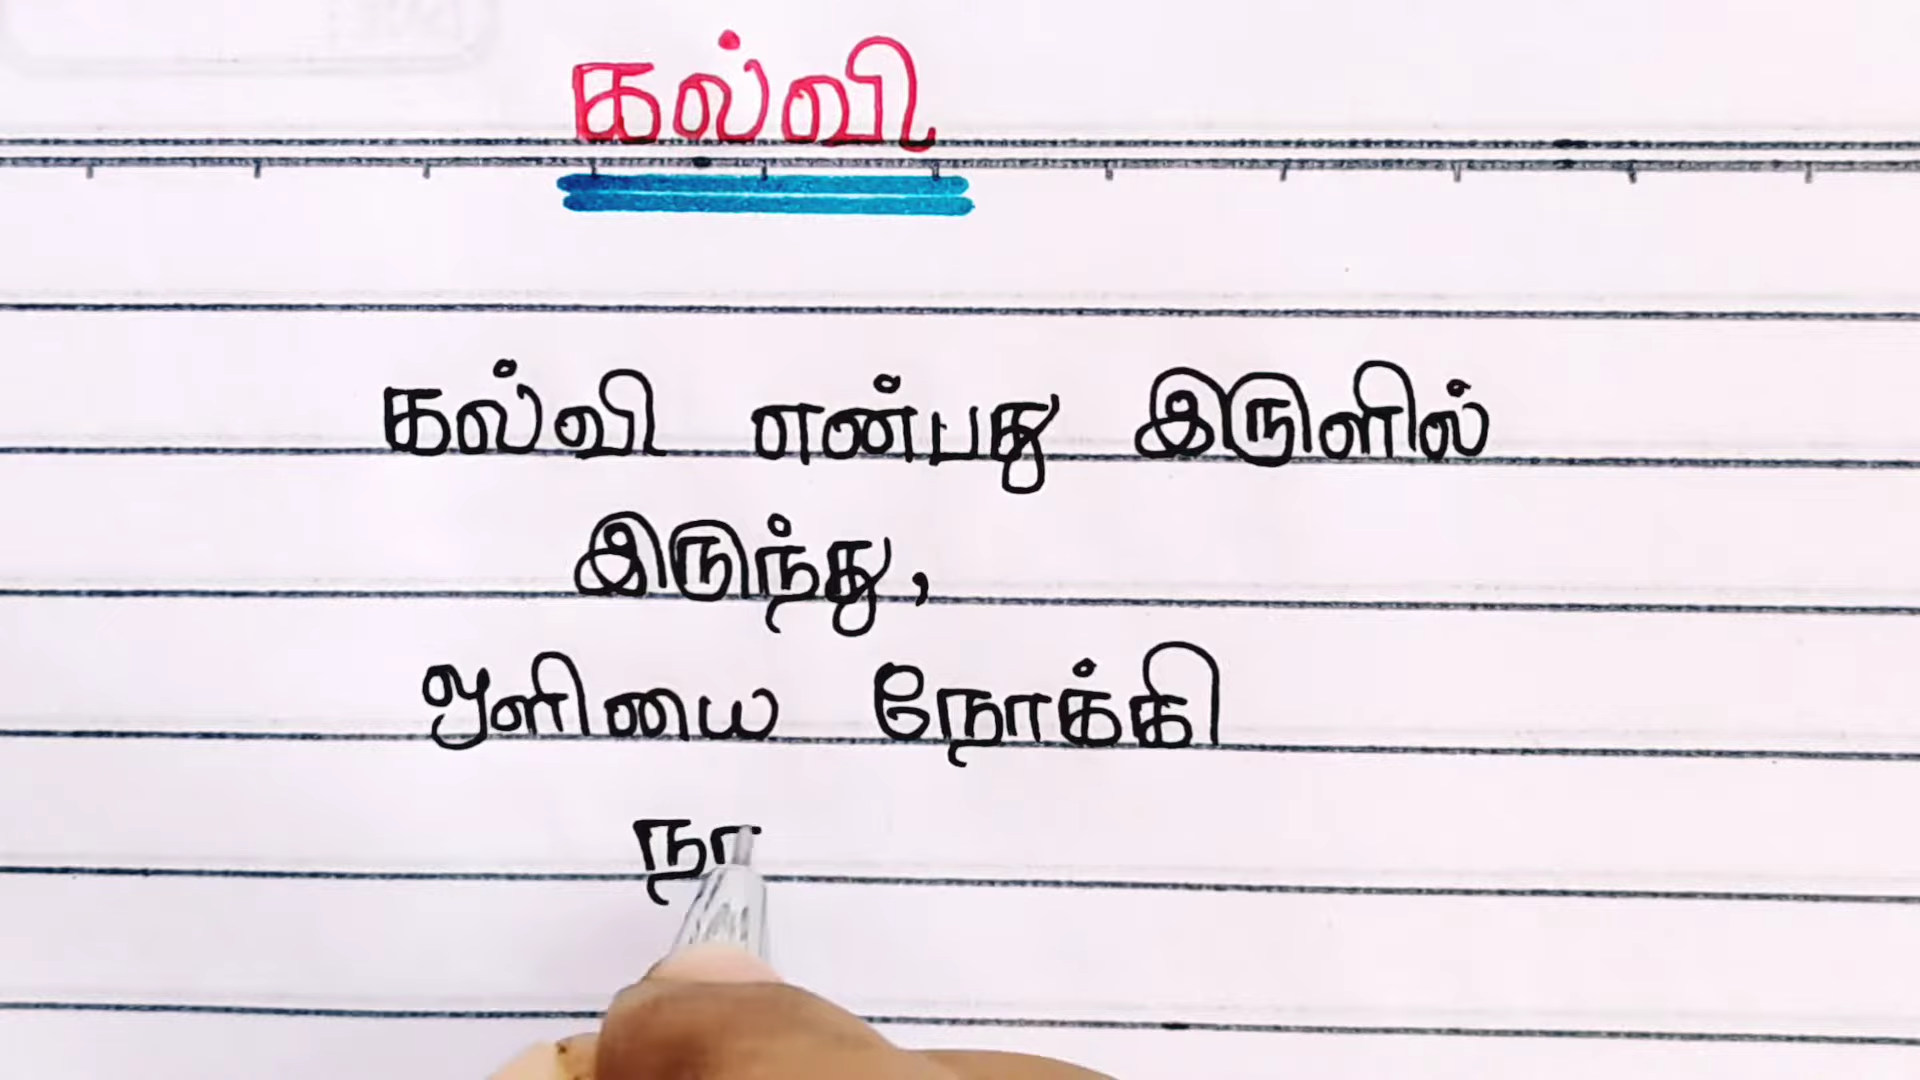 கல்வி
கல்வி என்பது இருளில்
இருந்து,
ஒளியை நோக்கி
நா